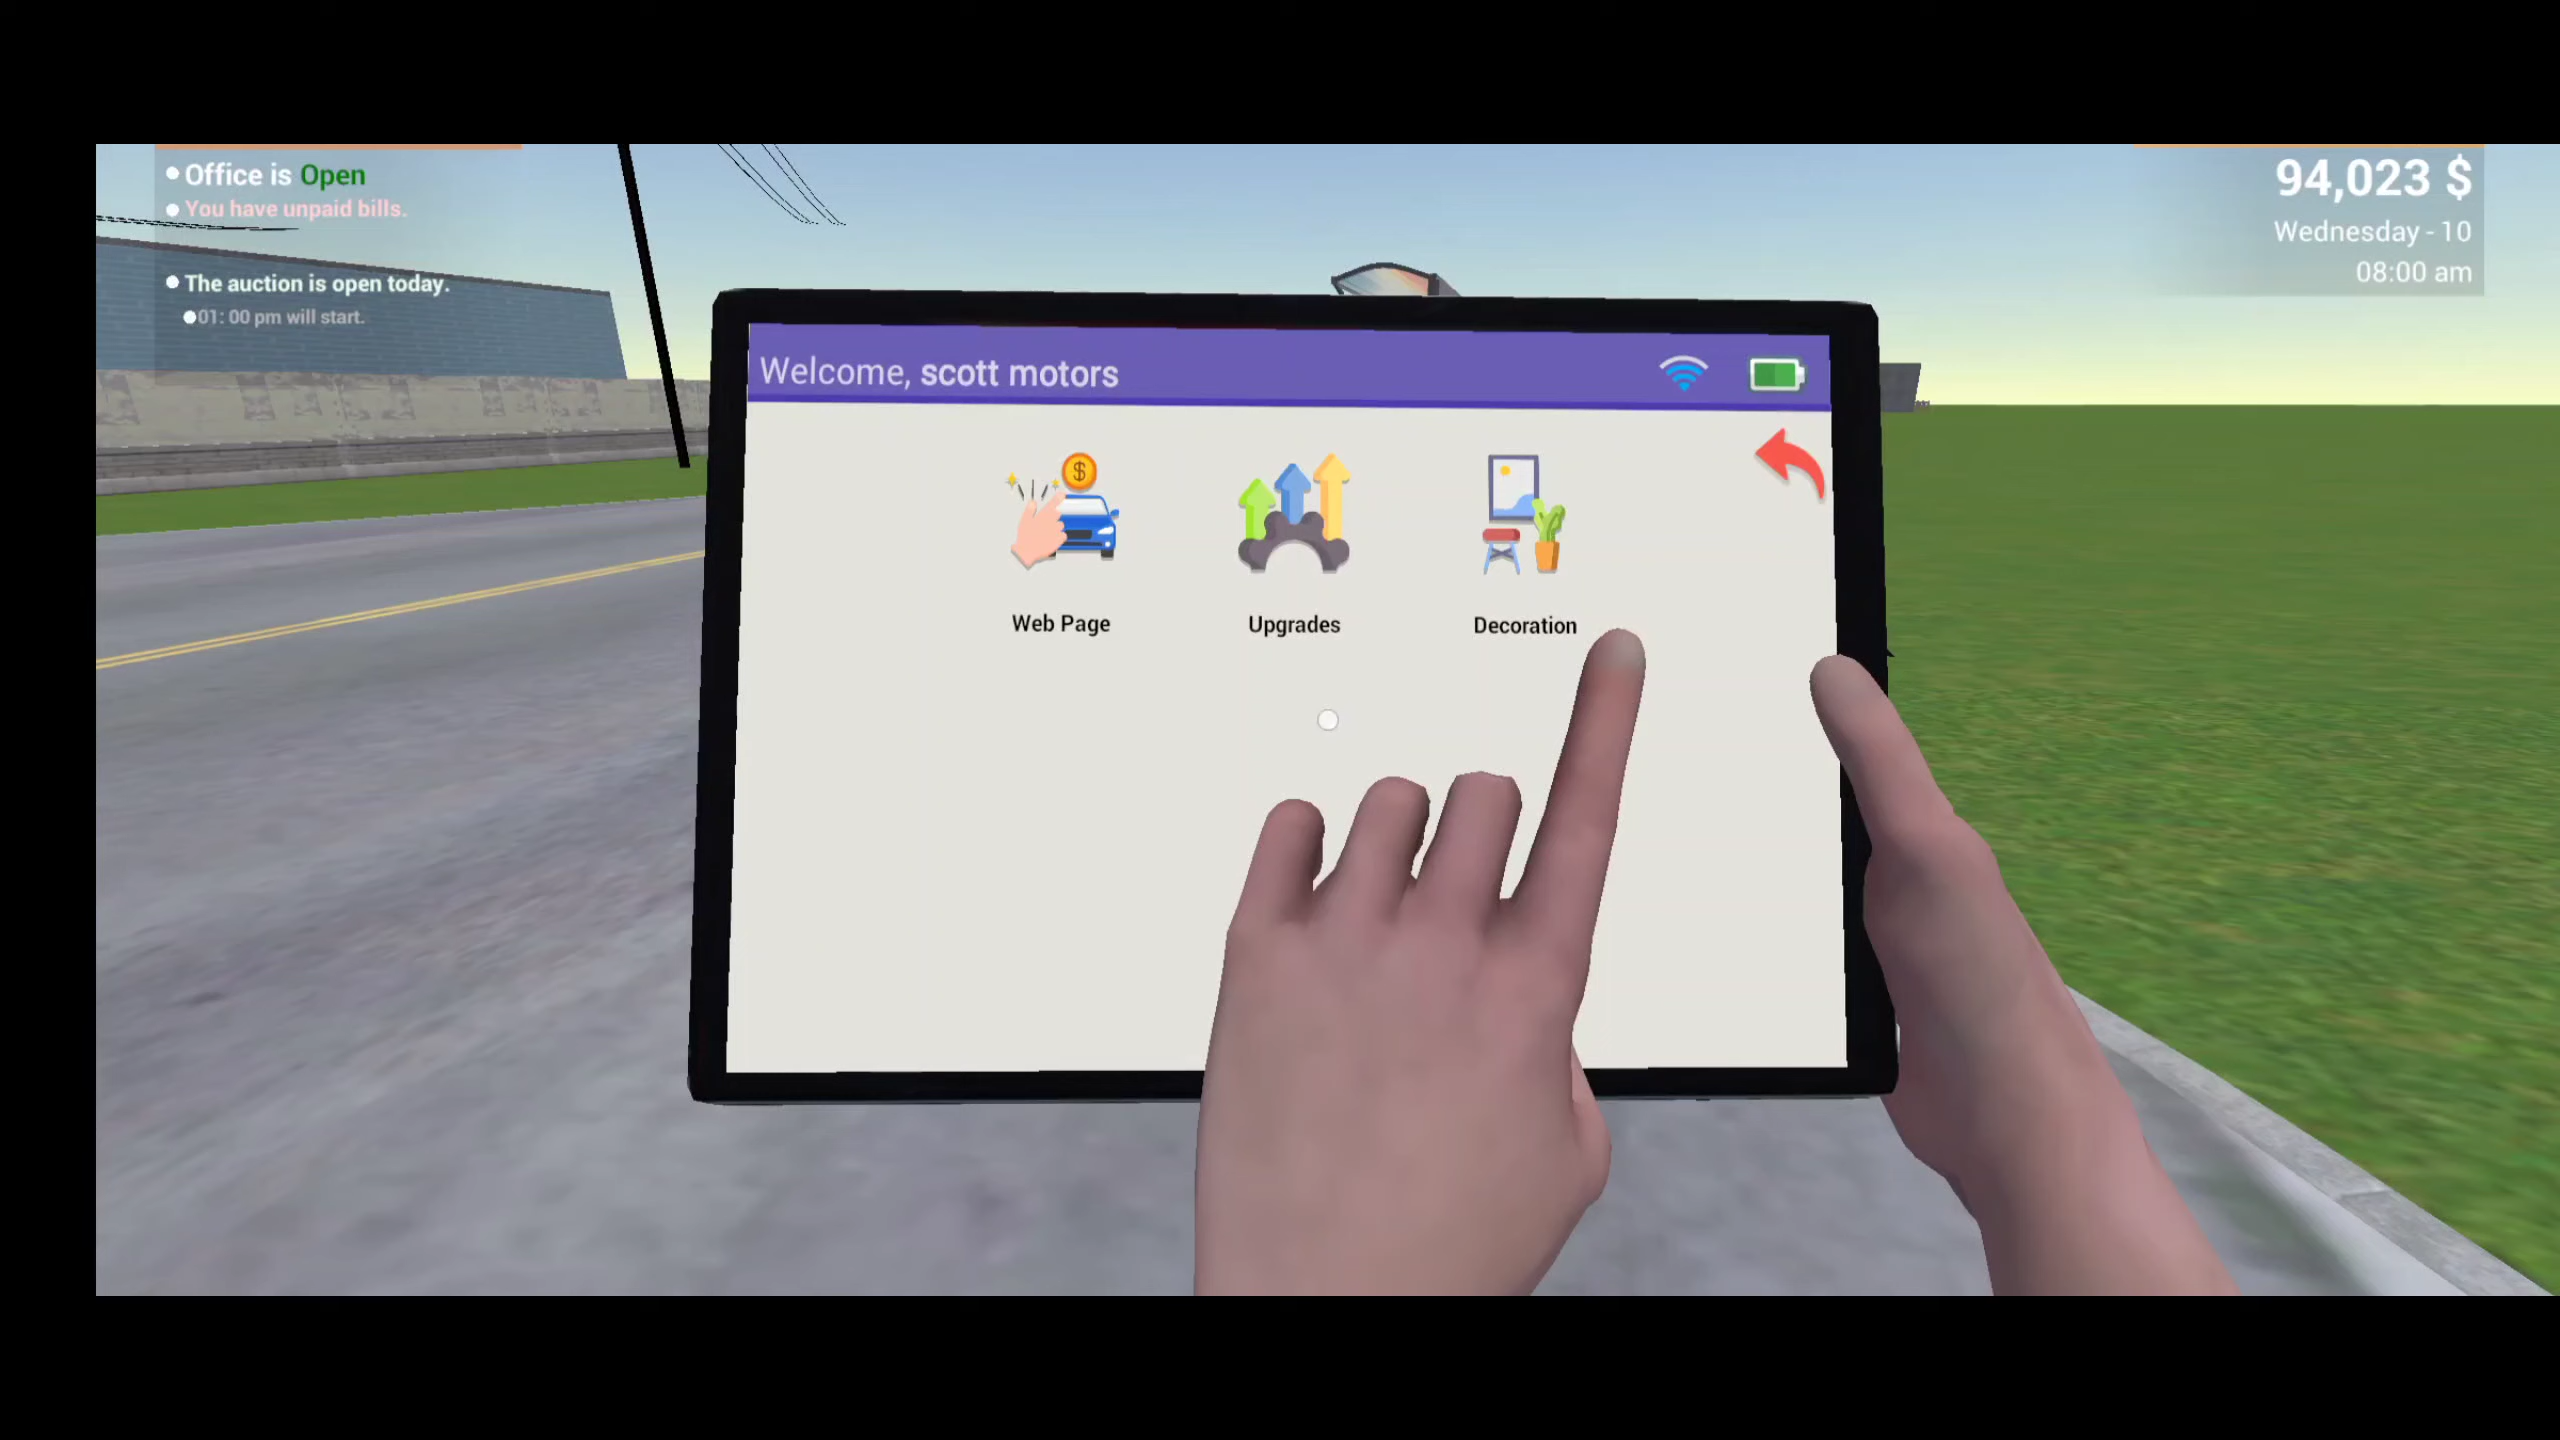 Office is Open
You have unpaid bills.
The auction is open today.
01: 00 pm will start.
94,023 $
Wednesday - 10
08:00 am
Welcome, scott motors
Web Page
Upgrades
Decoration